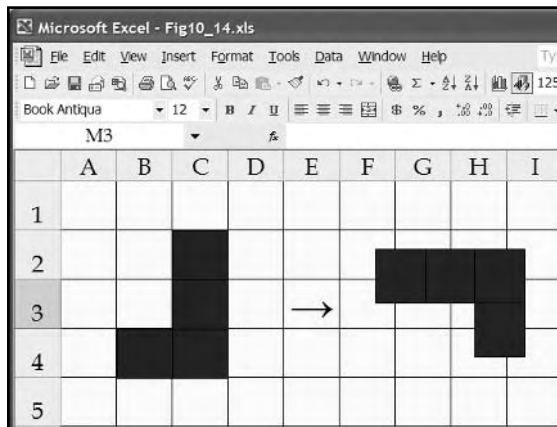 Microsoft Excel - Fig10_14.xls
File Edit View Insert Format Tools Data Window Help Ty
Σ 125
Book Antiqua 12 B I U $ % ,
M3 fx
A B C D E F G H I
1
2
3 →
4
5